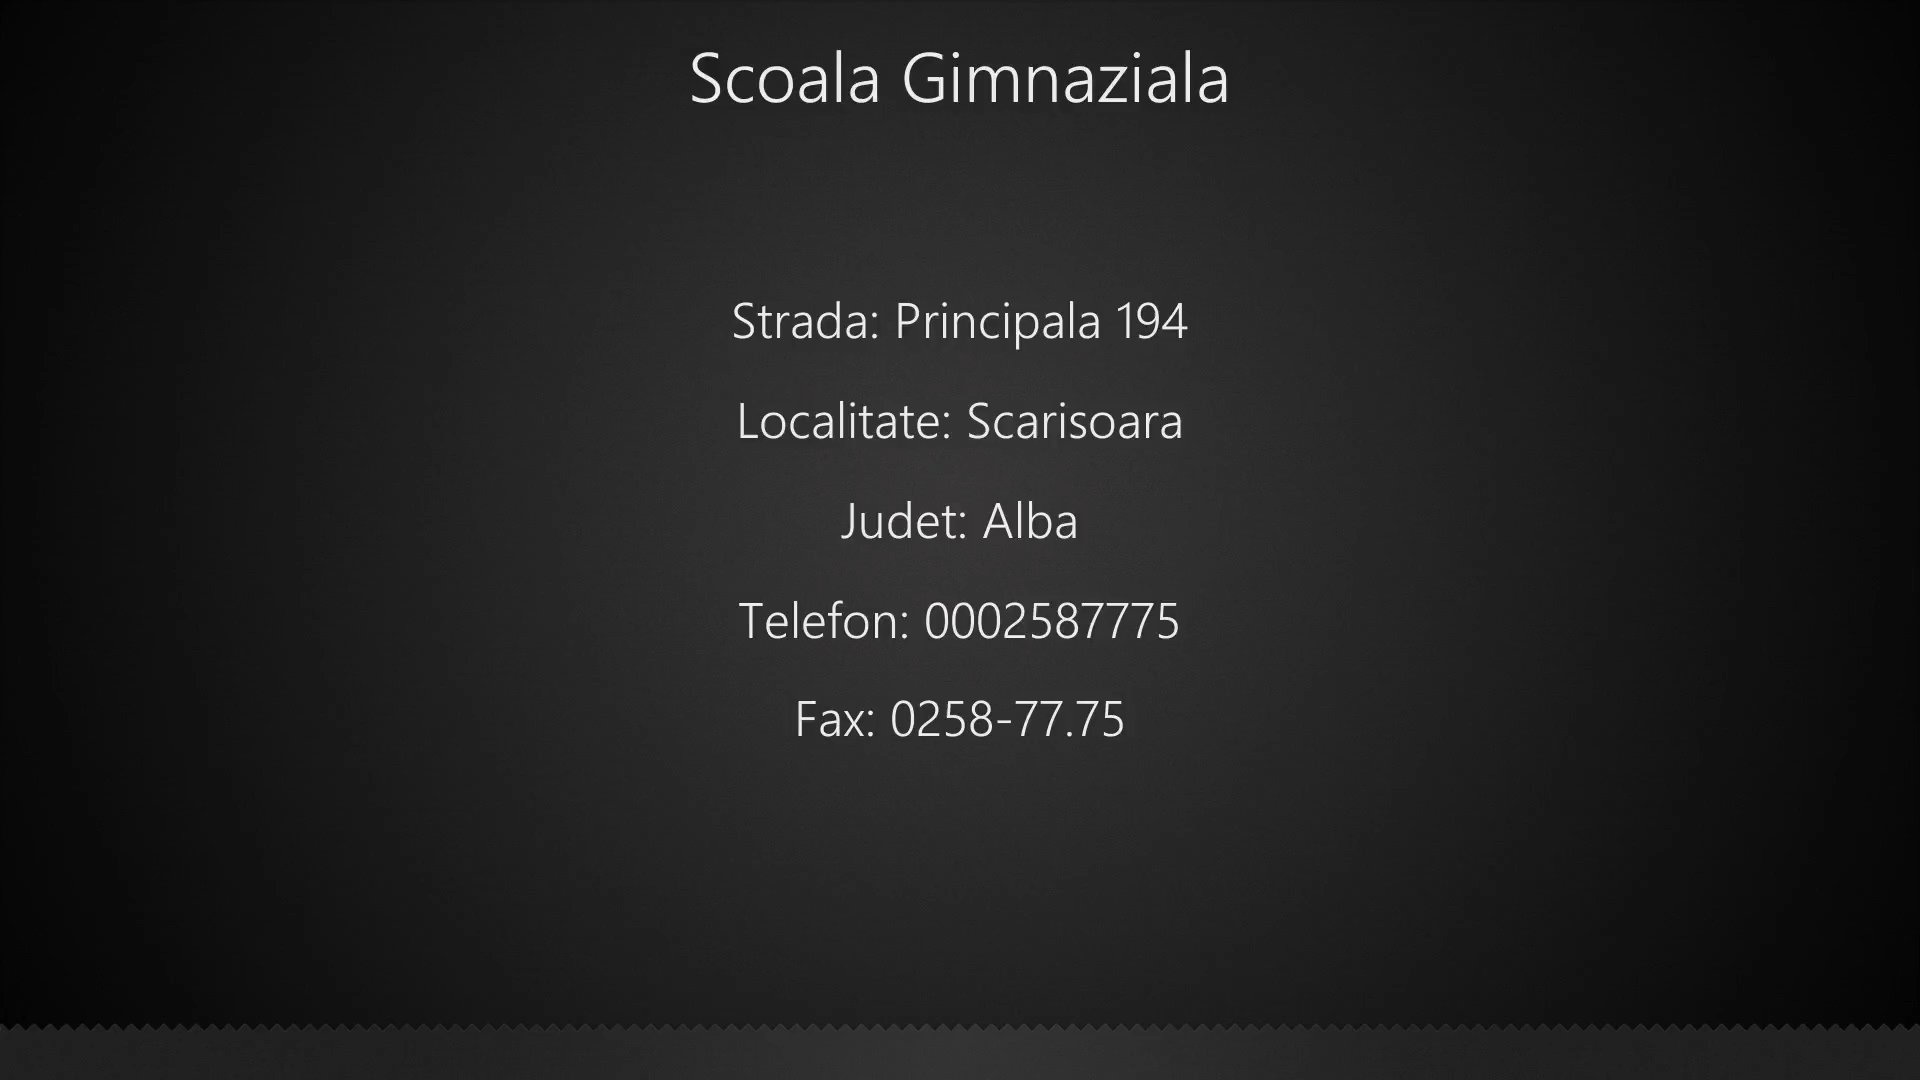 Scoala Gimnaziala
Strada: Principala 194
Localitate: Scarisoara
Judet: Alba
Telefon: 0002587775
Fax: 0258-77.75